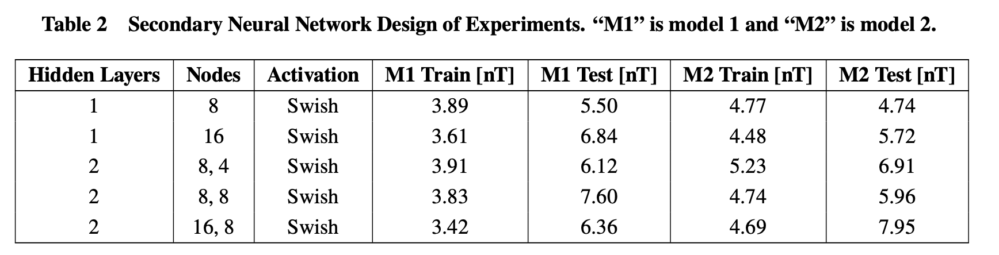 Table 2 Secondary Neural Network Design of Experiments. “M1” is model 1 and “M2” is model 2.
Hidden Layers Nodes Activation M1 Train [nT] M1 Test [nT] M2 Train [nT] M2 Test [nT]
1 8 Swish 3.89 5.50 4.77 4.74
1 16 Swish 3.61 6.84 4.48 5.72
2 8, 4 Swish 3.91 6.12 5.23 6.91
2 8, 8 Swish 3.83 7.60 4.74 5.96
2 16, 8 Swish 3.42 6.36 4.69 7.95